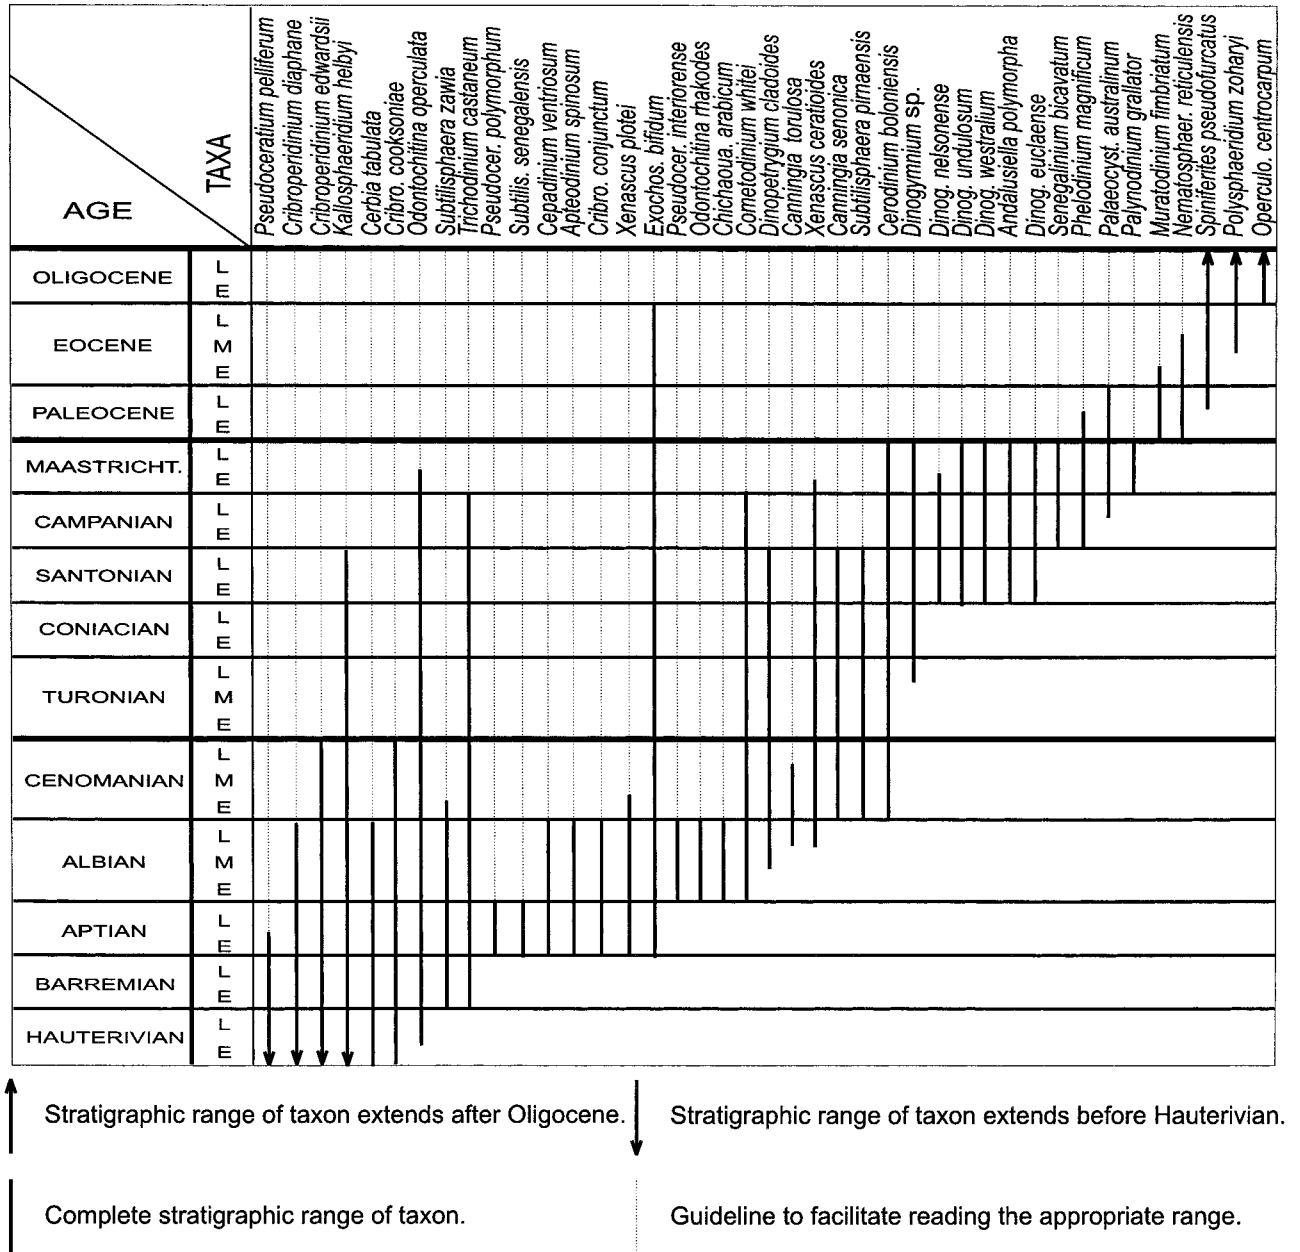 AGE
TAXA
Pseudoceratium pelliferum
Cribroperidinium diaphane
Cribroperidinium edwardsii
Kallosphaeridium helbyi
Cerbia tabulata
Cribro. cooksoniae
Odontochitina operculata
Subtilisphaera zawia
Trichodinium castaneum
Pseudocer. polymorphum
Subtilis. senegalensis
Cepadinium ventriosum
Apteodinium spinosum
Cribro. conjunctum
Xenascus plotei
Exochos. bifidum
Pseudocer. interiorense
Odontochitina rhakodes
Chichaoua. arabicum
Cometodinium whitei
Dinopetrygium cladoides
Canningia torulosa
Xenascus ceratioides
Canningia senonica
Subtilisphaera pirnaensis
Cerodinium boloniensis
Dinogymnium sp.
Dinog. nelsonense
Dinog. undulosum
Dinog. westralium
Andalusiella polymorpha
Dinog. euclaense
Senegalinium bicavatum
Phelodinium magnificum
Palaeocyst. australinum
Palynodinium grallator
Muratodinium fimbriatum
Nematosphaer. reticulensis
Spiniferites pseudofurcatus
Polysphaeridium zoharyi
Operculo. centrocarpum
OLIGOCENE
L
E
EOCENE
L
M
E
PALEOCENE
L
E
MAASTRICHT.
L
E
CAMPANIAN
L
E
SANTONIAN
L
E
CONIACIAN
L
E
TURONIAN
L
M
E
CENOMANIAN
L
M
E
ALBIAN
L
M
E
APTIAN
L
E
BARREMIAN
L
E
HAUTERIVIAN
L
E
Stratigraphic range of taxon extends after Oligocene.
Stratigraphic range of taxon extends before Hauterivian.
Complete stratigraphic range of taxon.
Guideline to facilitate reading the appropriate range.